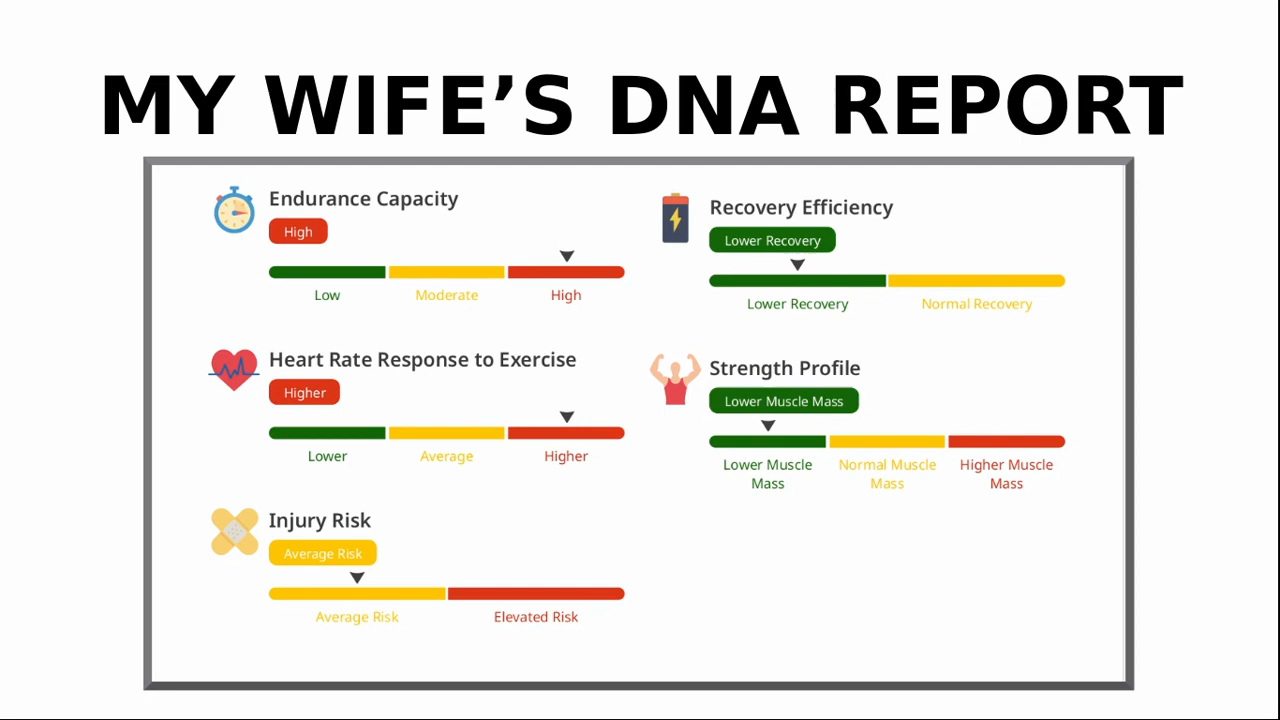 MY WIFE’S DNA REPORT
Endurance Capacity
High
Low
Moderate
High
Heart Rate Response to Exercise
Higher
Lower
Average
Higher
Injury Risk
Average Risk
Average Risk
Elevated Risk
Recovery Efficiency
Lower Recovery
Lower Recovery
Normal Recovery
Strength Profile
Lower Muscle Mass
Lower Muscle
Mass
Normal Muscle
Mass
Higher Muscle
Mass